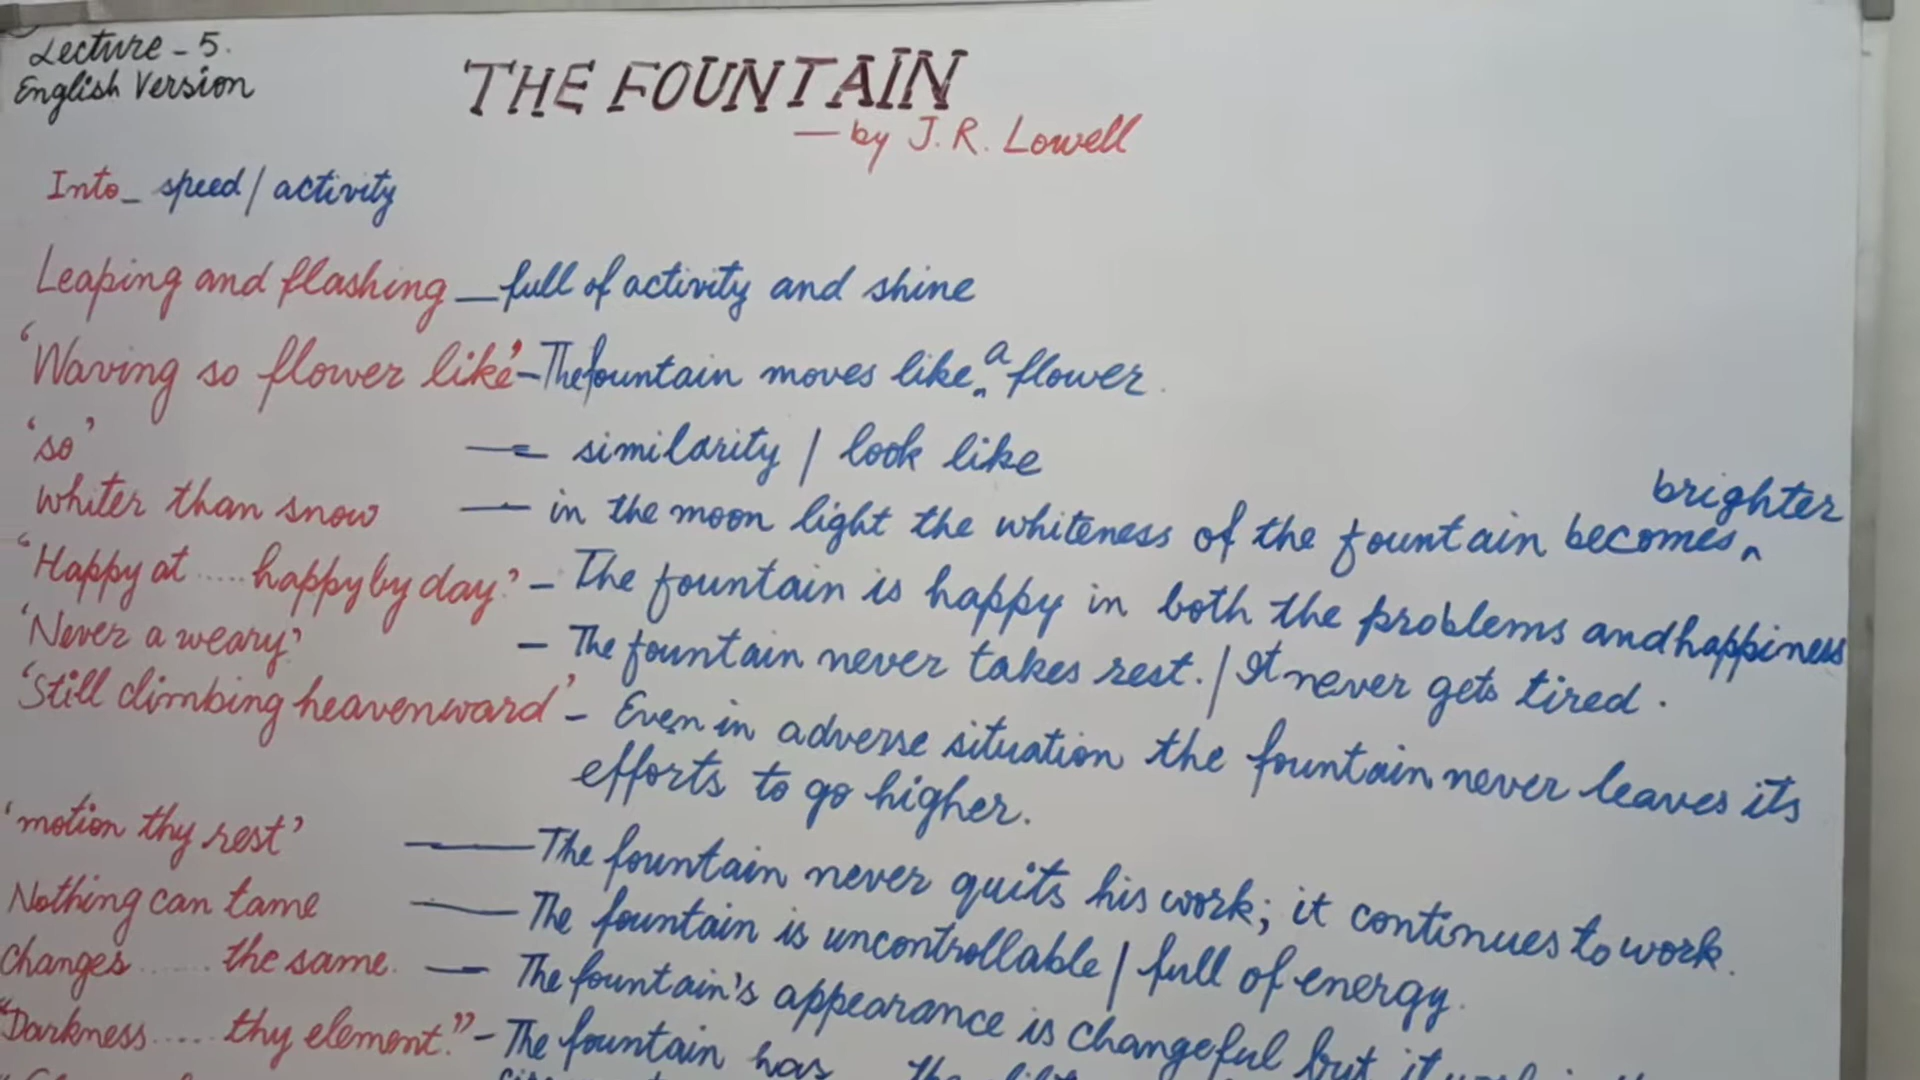 Lecture - 5.
English Version
THE FOUNTAIN
— by J. R. Lowell
Into _ speed / activity
Leaping and flashing — full of activity and shine
'Waving so flower like' - The fountain moves like a flower.
'so' — similarity / look like
whiter than snow — in the moon light the whiteness of the fountain becomes brighter
'Happy at ..... happy by day.' - The fountain is happy in both the problems and happiness
'Never a weary' - The fountain never takes rest. / It never gets tired.
'Still climbing heavenward' - Even in adverse situation the fountain never leaves its
efforts to go higher.
'motion thy rest' — The fountain never quits his work; it continues to work.
Nothing can tame — The fountain is uncontrollable / full of energy.
Changes ...... the same. — The fountain's appearance is changeful but it
"Darkness ..... thy element." - The fountain has